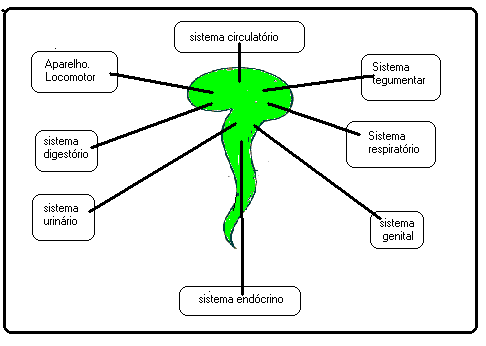 sistema circulatório
Aparelho.
Locomotor
Sistema
tegumentar
sistema
digestório
Sistema
respiratório
sistema
urinário
sistema
genital
sistema endócrino